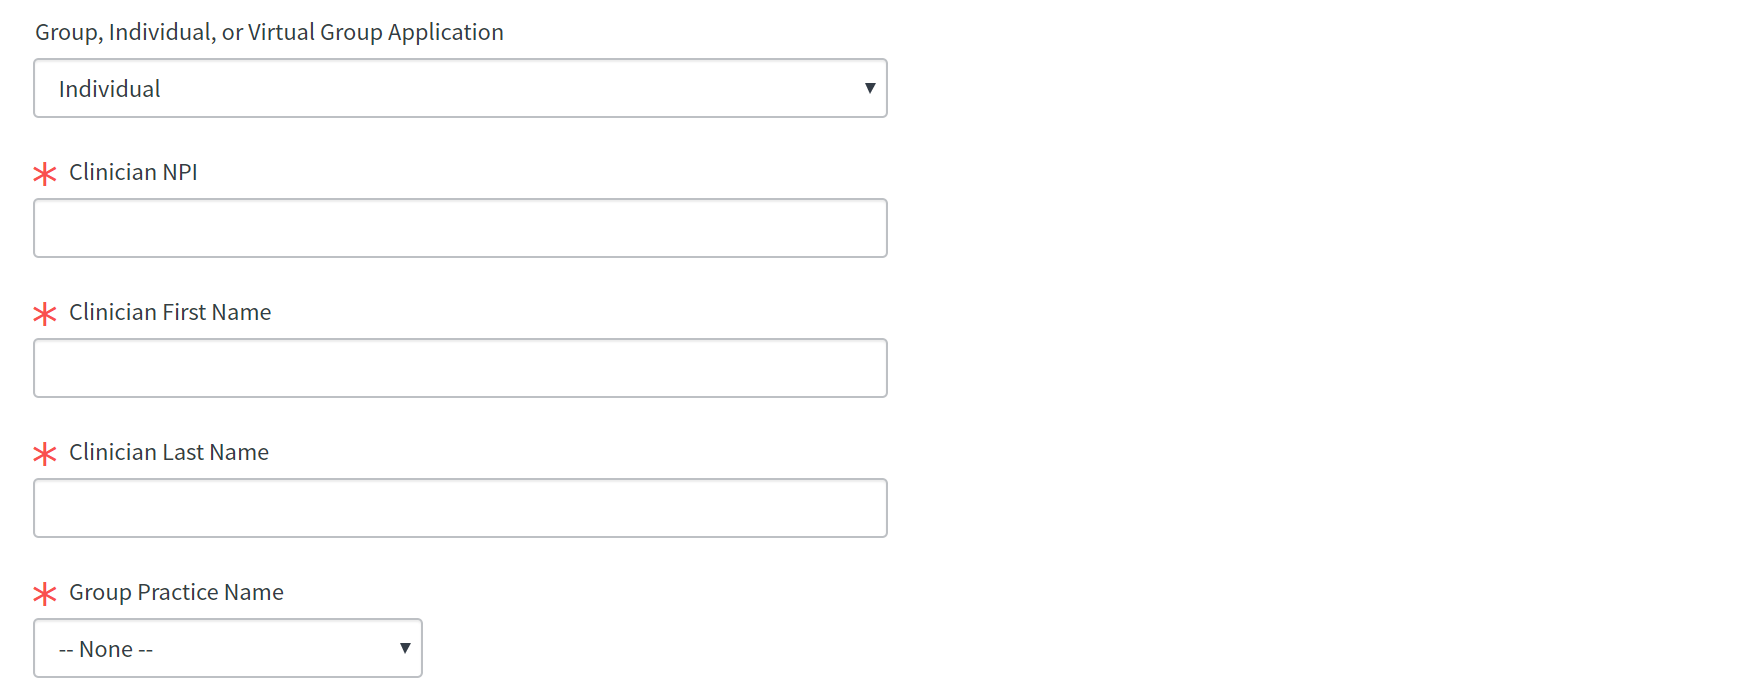 Group, Individual, or Virtual Group Application
Individual
* Clinician NPI
* Clinician First Name
* Clinician Last Name
* Group Practice Name
-- None --